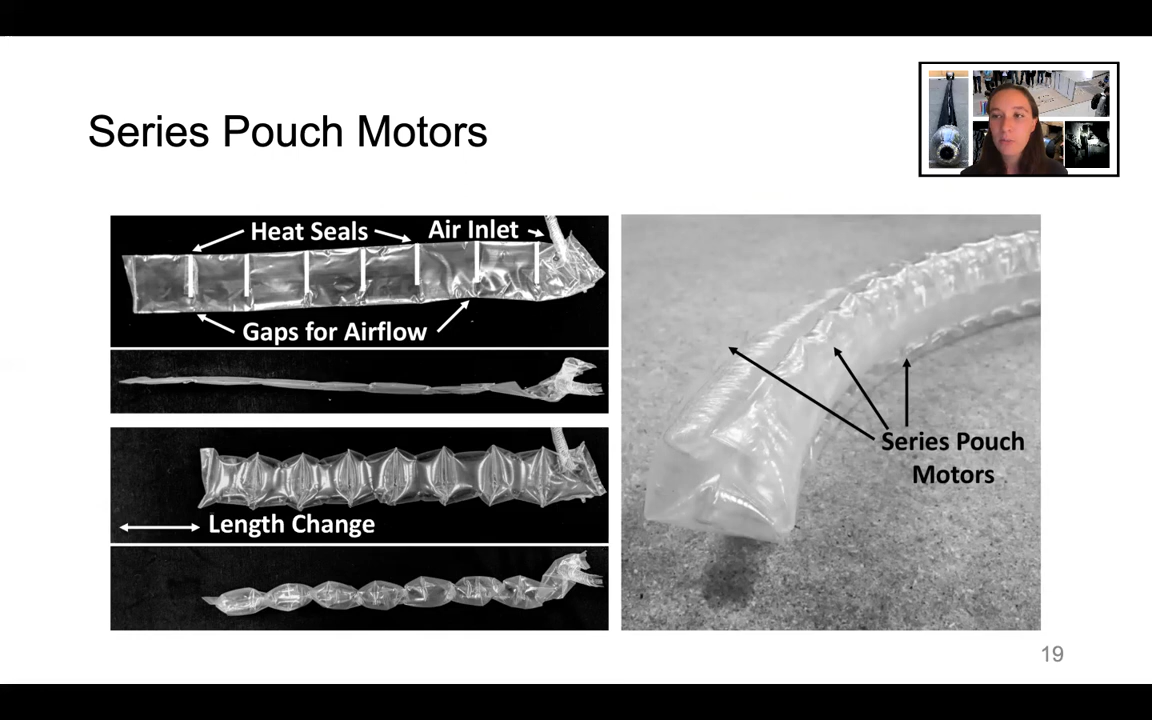 Series Pouch Motors
Heat Seals
Air Inlet
Gaps for Airflow
Length Change
Series Pouch
Motors
19